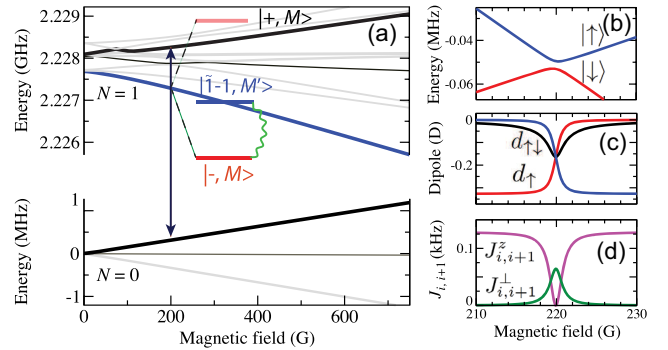 (a)
|+, M>
|1̃-1, M'>
|-, M>
N = 1
N = 0
2.229
2.228
2.227
2.226
Energy (GHz)
1
0
-1
Energy (MHz)
0
200
400
600
Magnetic field (G)
(b)
|↑⟩
|↓⟩
-0.04
-0.06
Energy (MHz)
(c)
d↑↓
d↑
0
-0.2
Dipole (D)
(d)
J^z_{i,i+1}
J^⊥_{i,i+1}
0.1
0
J_{i, i+1} (kHz)
210
220
230
Magnetic field (G)